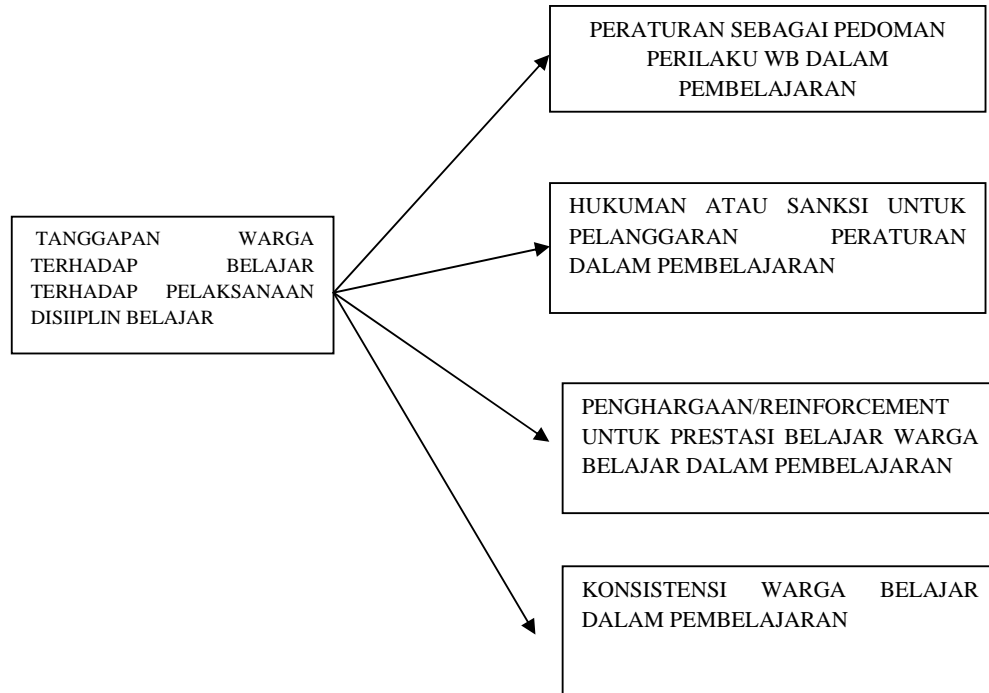 PERATURAN SEBAGAI PEDOMAN
PERILAKU WB DALAM
PEMBELAJARAN
HUKUMAN ATAU SANKSI UNTUK
PELANGGARAN PERATURAN
DALAM PEMBELAJARAN
TANGGAPAN WARGA
TERHADAP BELAJAR
TERHADAP PELAKSANAAN
DISIIPLIN BELAJAR
PENGHARGAAN/REINFORCEMENT
UNTUK PRESTASI BELAJAR WARGA
BELAJAR DALAM PEMBELAJARAN
KONSISTENSI WARGA BELAJAR
DALAM PEMBELAJARAN